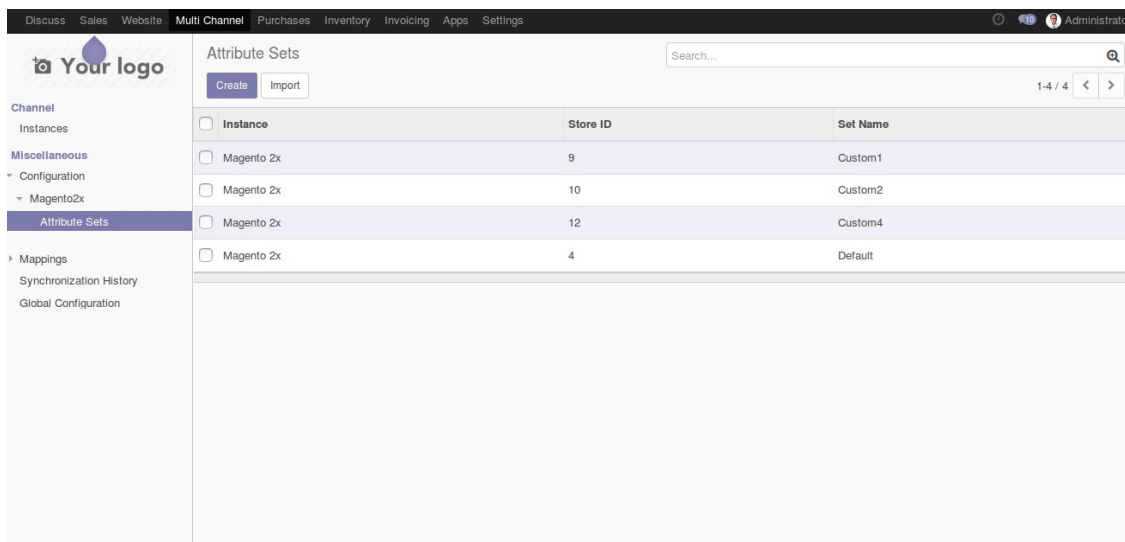 Discuss Sales Website Multi Channel Purchases Inventory Invoicing Apps Settings 10 Administrato
Your logo
Attribute Sets
Search...
Create Import
1-4 / 4
Channel
Instances
Miscellaneous
Configuration
Magento2x
Attribute Sets
Mappings
Synchronization History
Global Configuration
Instance Store ID Set Name
Magento 2x 9 Custom1
Magento 2x 10 Custom2
Magento 2x 12 Custom4
Magento 2x 4 Default